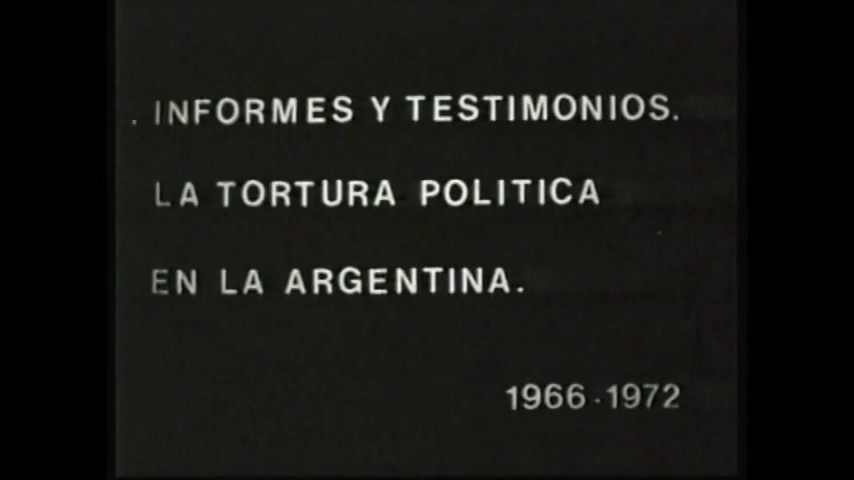 INFORMES Y TESTIMONIOS.
LA TORTURA POLITICA
EN LA ARGENTINA.
1966.1972